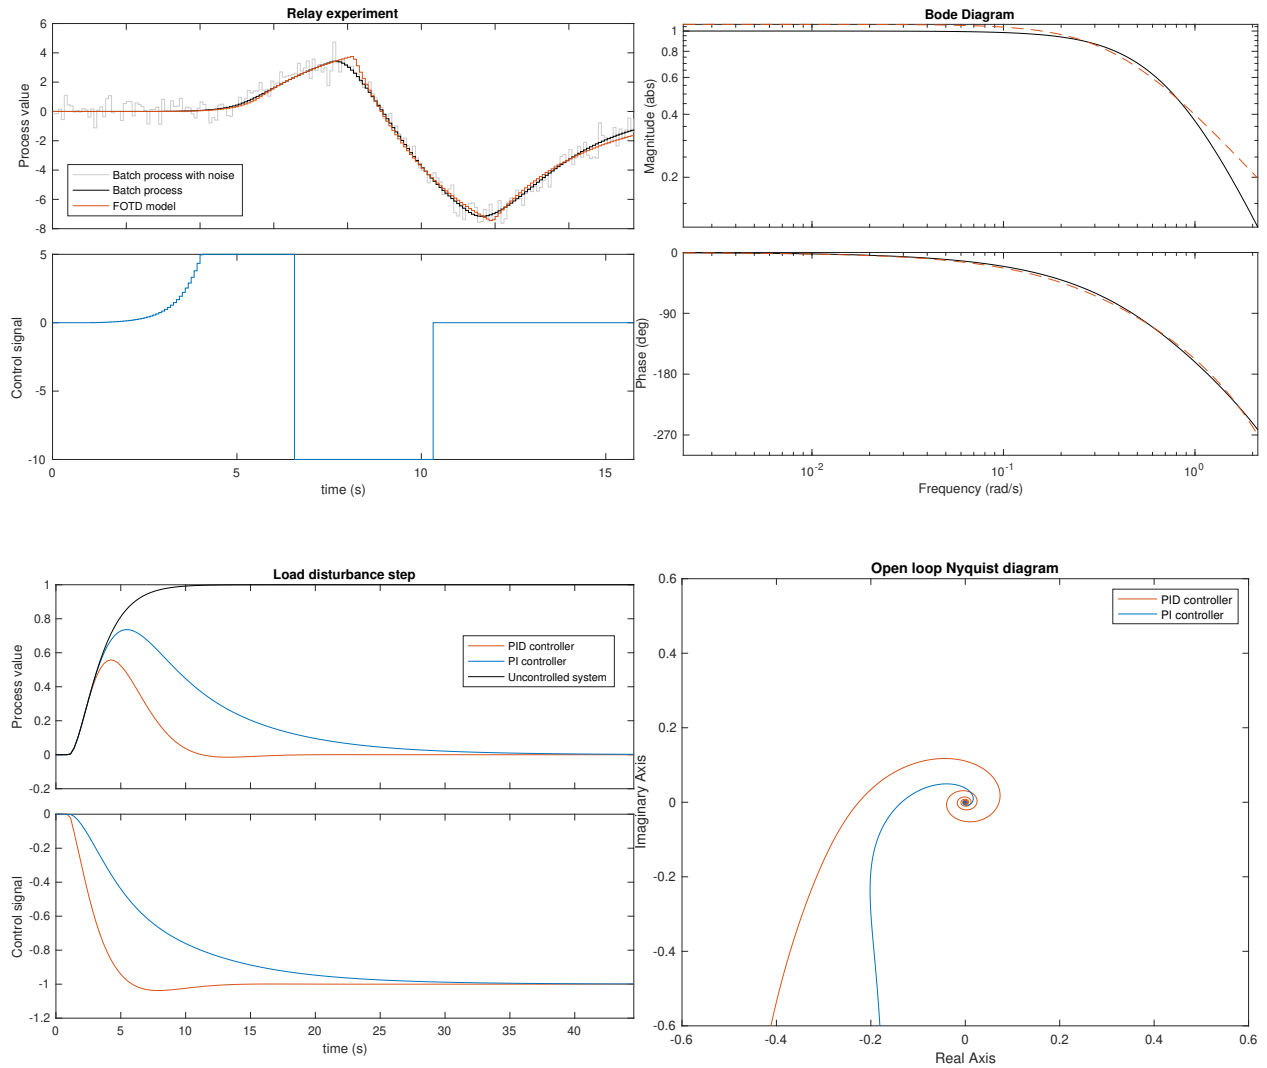 Relay experiment
6
4
2
0
-2
-4
-6
-8
Process value
Batch process with noise
Batch process
FOTD model
5
0
-5
-10
Control signal
0
5
10
15
time (s)
Bode Diagram
1
0.8
0.6
0.4
0.2
Magnitude (abs)
0
-90
-180
-270
Phase (deg)
10-2
10-1
100
Frequency (rad/s)
Load disturbance step
1
0.8
0.6
0.4
0.2
0
-0.2
Process value
PID controller
PI controller
Uncontrolled system
0
-0.2
-0.4
-0.6
-0.8
-1
-1.2
Control signal
0
5
10
15
20
25
30
35
40
time (s)
Open loop Nyquist diagram
0.6
0.4
0.2
0
-0.2
-0.4
-0.6
Imaginary Axis
PID controller
PI controller
-0.6
-0.4
-0.2
0
0.2
0.4
0.6
Real Axis